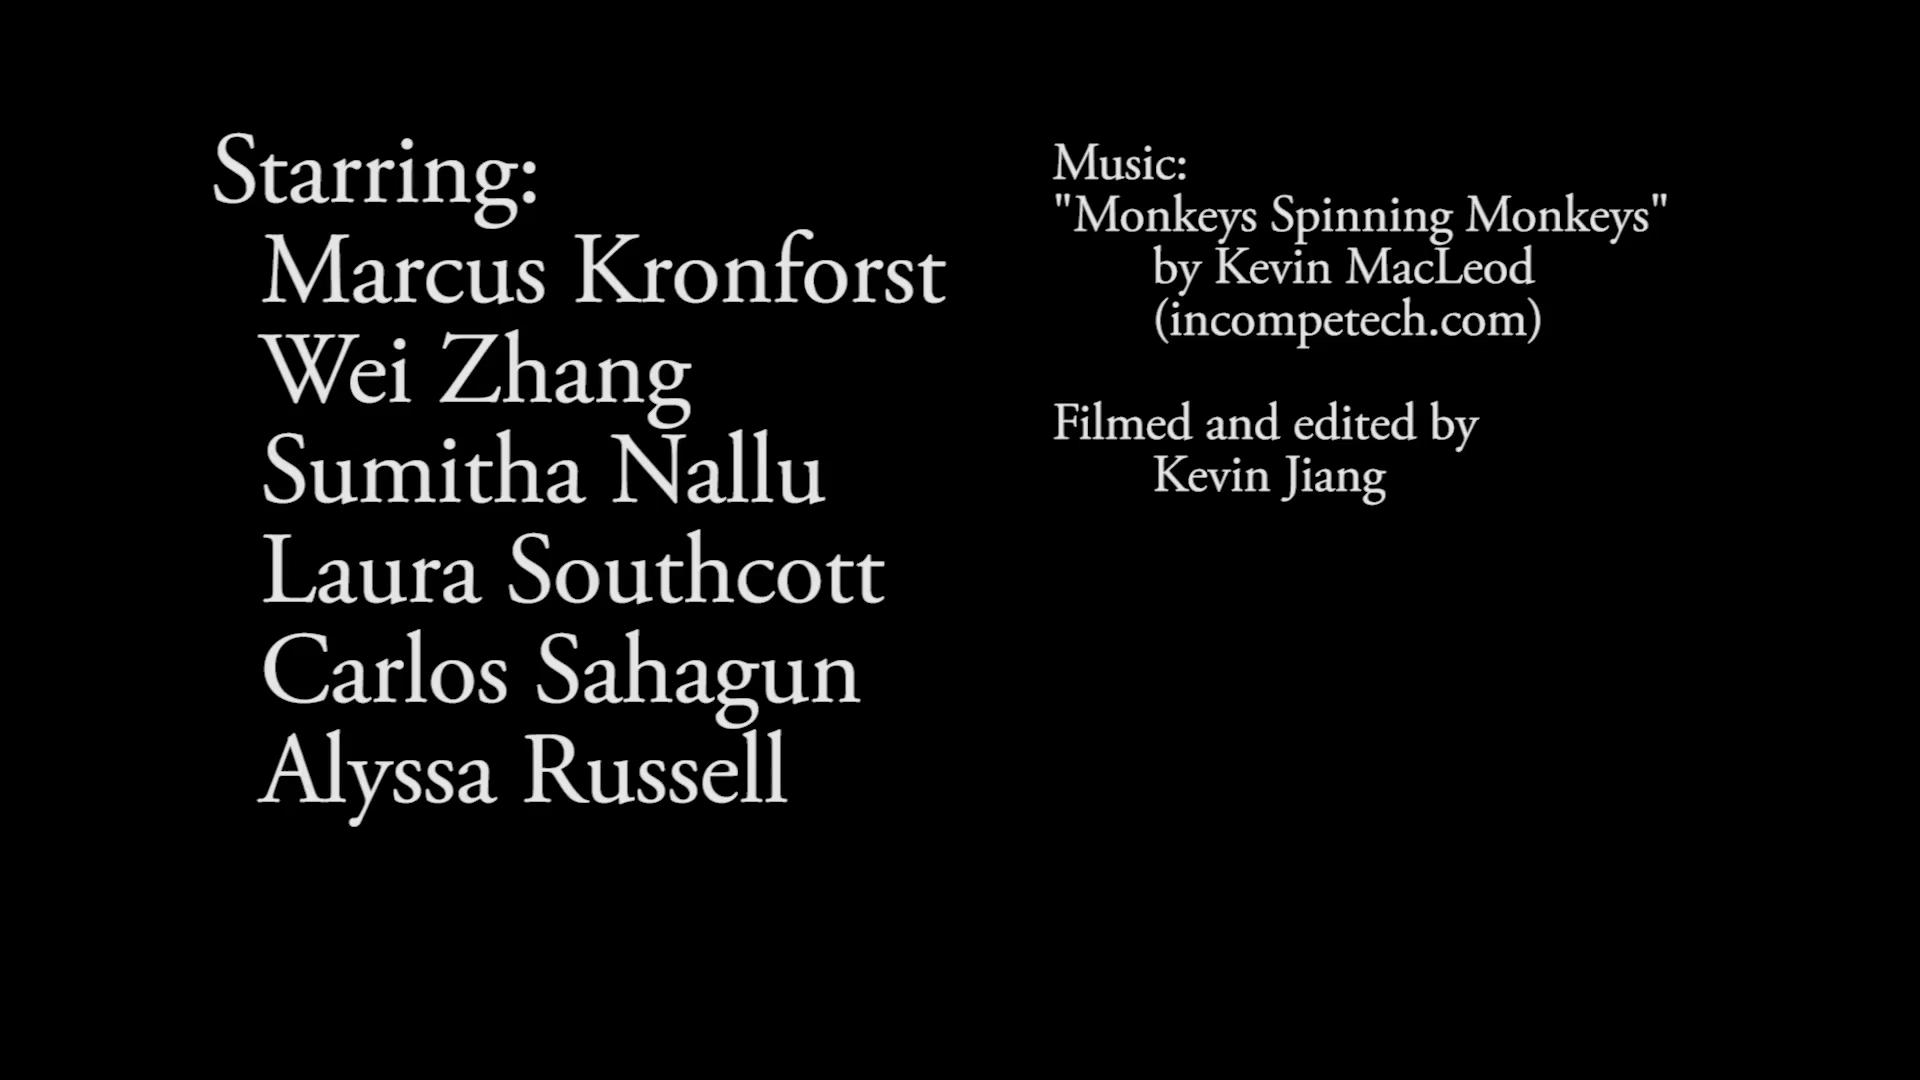 Starring:
Marcus Kronforst
Wei Zhang
Sumitha Nallu
Laura Southcott
Carlos Sahagun
Alyssa Russell
Music:
"Monkeys Spinning Monkeys"
by Kevin MacLeod
(incompetech.com)
Filmed and edited by
Kevin Jiang